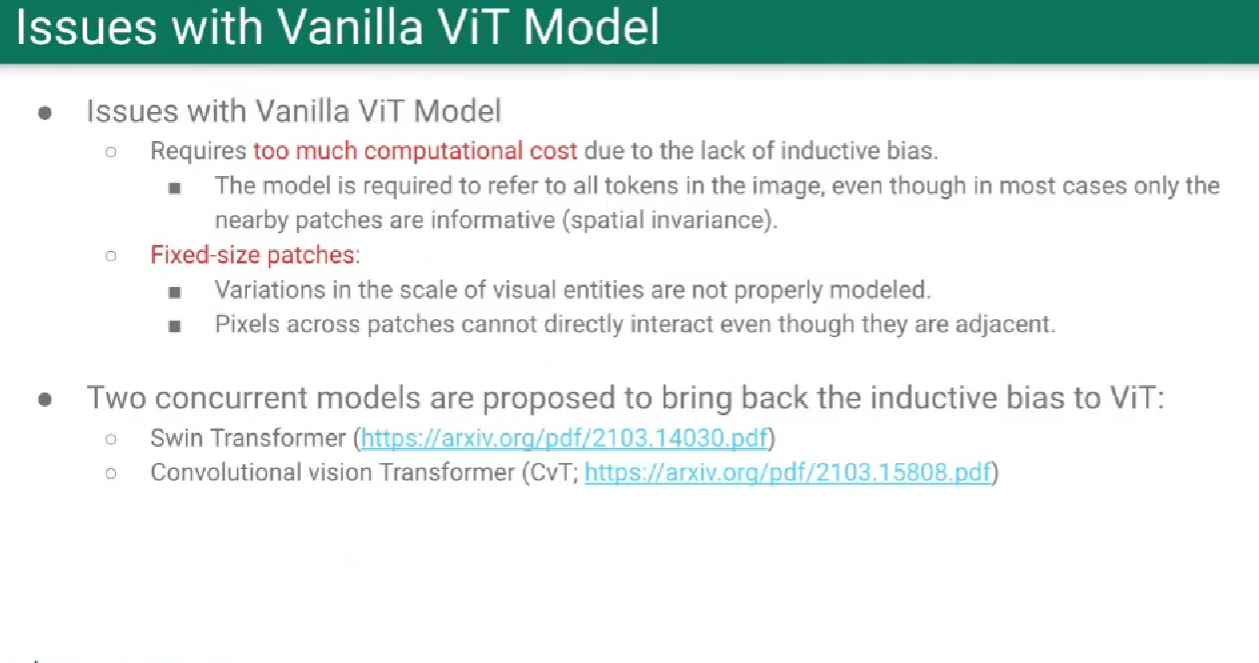 Issues with Vanilla ViT Model
● Issues with Vanilla ViT Model
○ Requires too much computational cost due to the lack of inductive bias.
■ The model is required to refer to all tokens in the image, even though in most cases only the
nearby patches are informative (spatial invariance).
○ Fixed-size patches:
■ Variations in the scale of visual entities are not properly modeled.
■ Pixels across patches cannot directly interact even though they are adjacent.
● Two concurrent models are proposed to bring back the inductive bias to ViT:
○ Swin Transformer (https://arxiv.org/pdf/2103.14030.pdf)
○ Convolutional vision Transformer (CvT; https://arxiv.org/pdf/2103.15808.pdf)